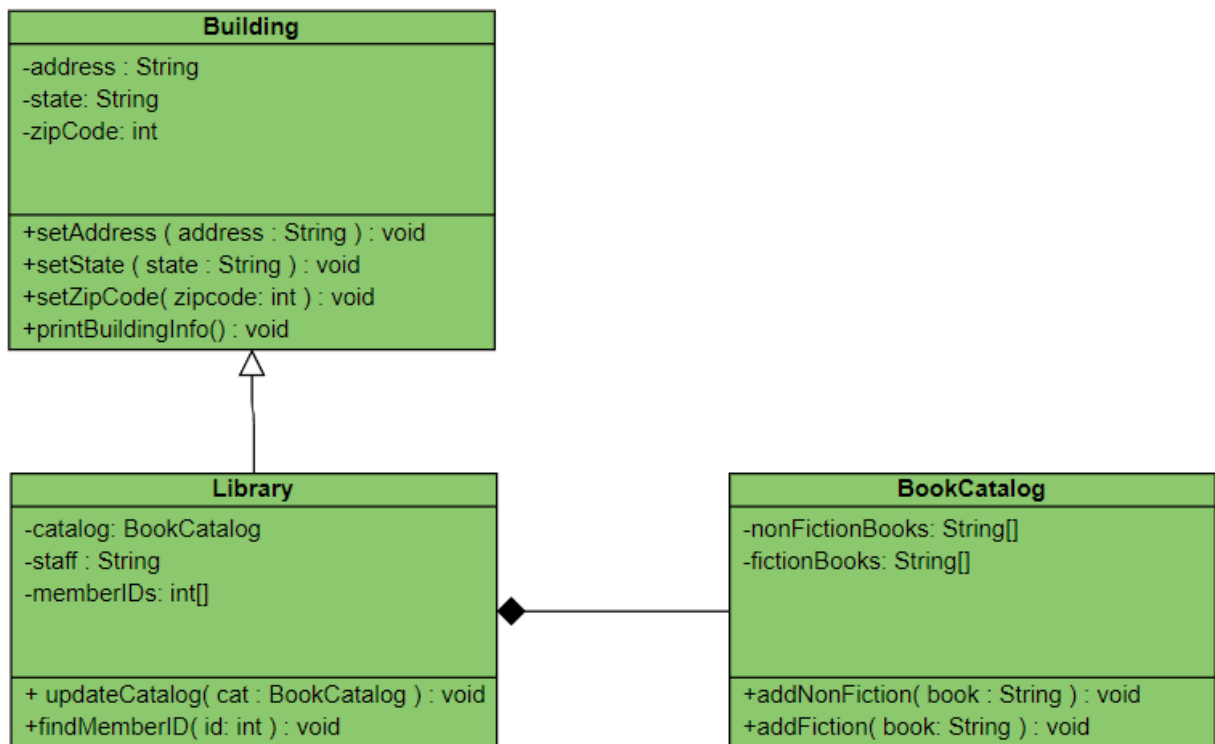 Building
-address : String
-state: String
-zipCode: int
+setAddress ( address : String ) : void
+setState ( state : String ) : void
+setZipCode( zipcode: int ) : void
+printBuildingInfo() : void
Library
-catalog: BookCatalog
-staff : String
-memberIDs: int[]
+ updateCatalog( cat : BookCatalog ) : void
+findMemberID( id: int ) : void
BookCatalog
-nonFictionBooks: String[]
-fictionBooks: String[]
+addNonFiction( book : String ) : void
+addFiction( book: String ) : void